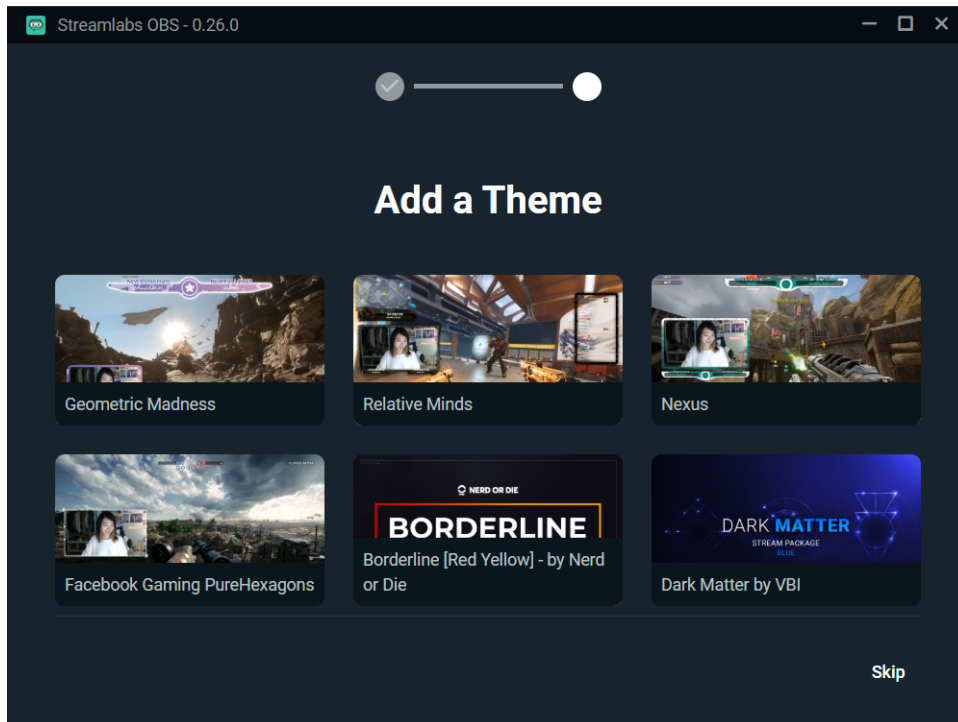 Streamlabs OBS - 0.26.0
Add a Theme
Geometric Madness
Relative Minds
Nexus
NERD OR DIE
BORDERLINE
DARK MATTER
STREAM PACKAGE
BLUE
Facebook Gaming PureHexagons
Borderline [Red Yellow] - by Nerd
or Die
Dark Matter by VBI
Skip